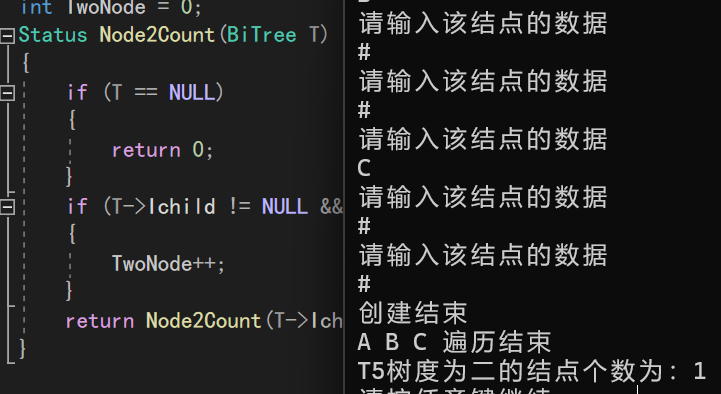 int TwoNode = 0;
Status Node2Count(BiTree T)
{
if (T == NULL)
{
return 0;
}
if (T->lchild != NULL &&
{
TwoNode++;
}
return Node2Count(T->lch
}
请输入该结点的数据
#
请输入该结点的数据
#
请输入该结点的数据
C
请输入该结点的数据
#
请输入该结点的数据
#
创建结束
A B C 遍历结束
T5树度为二的结点个数为：1